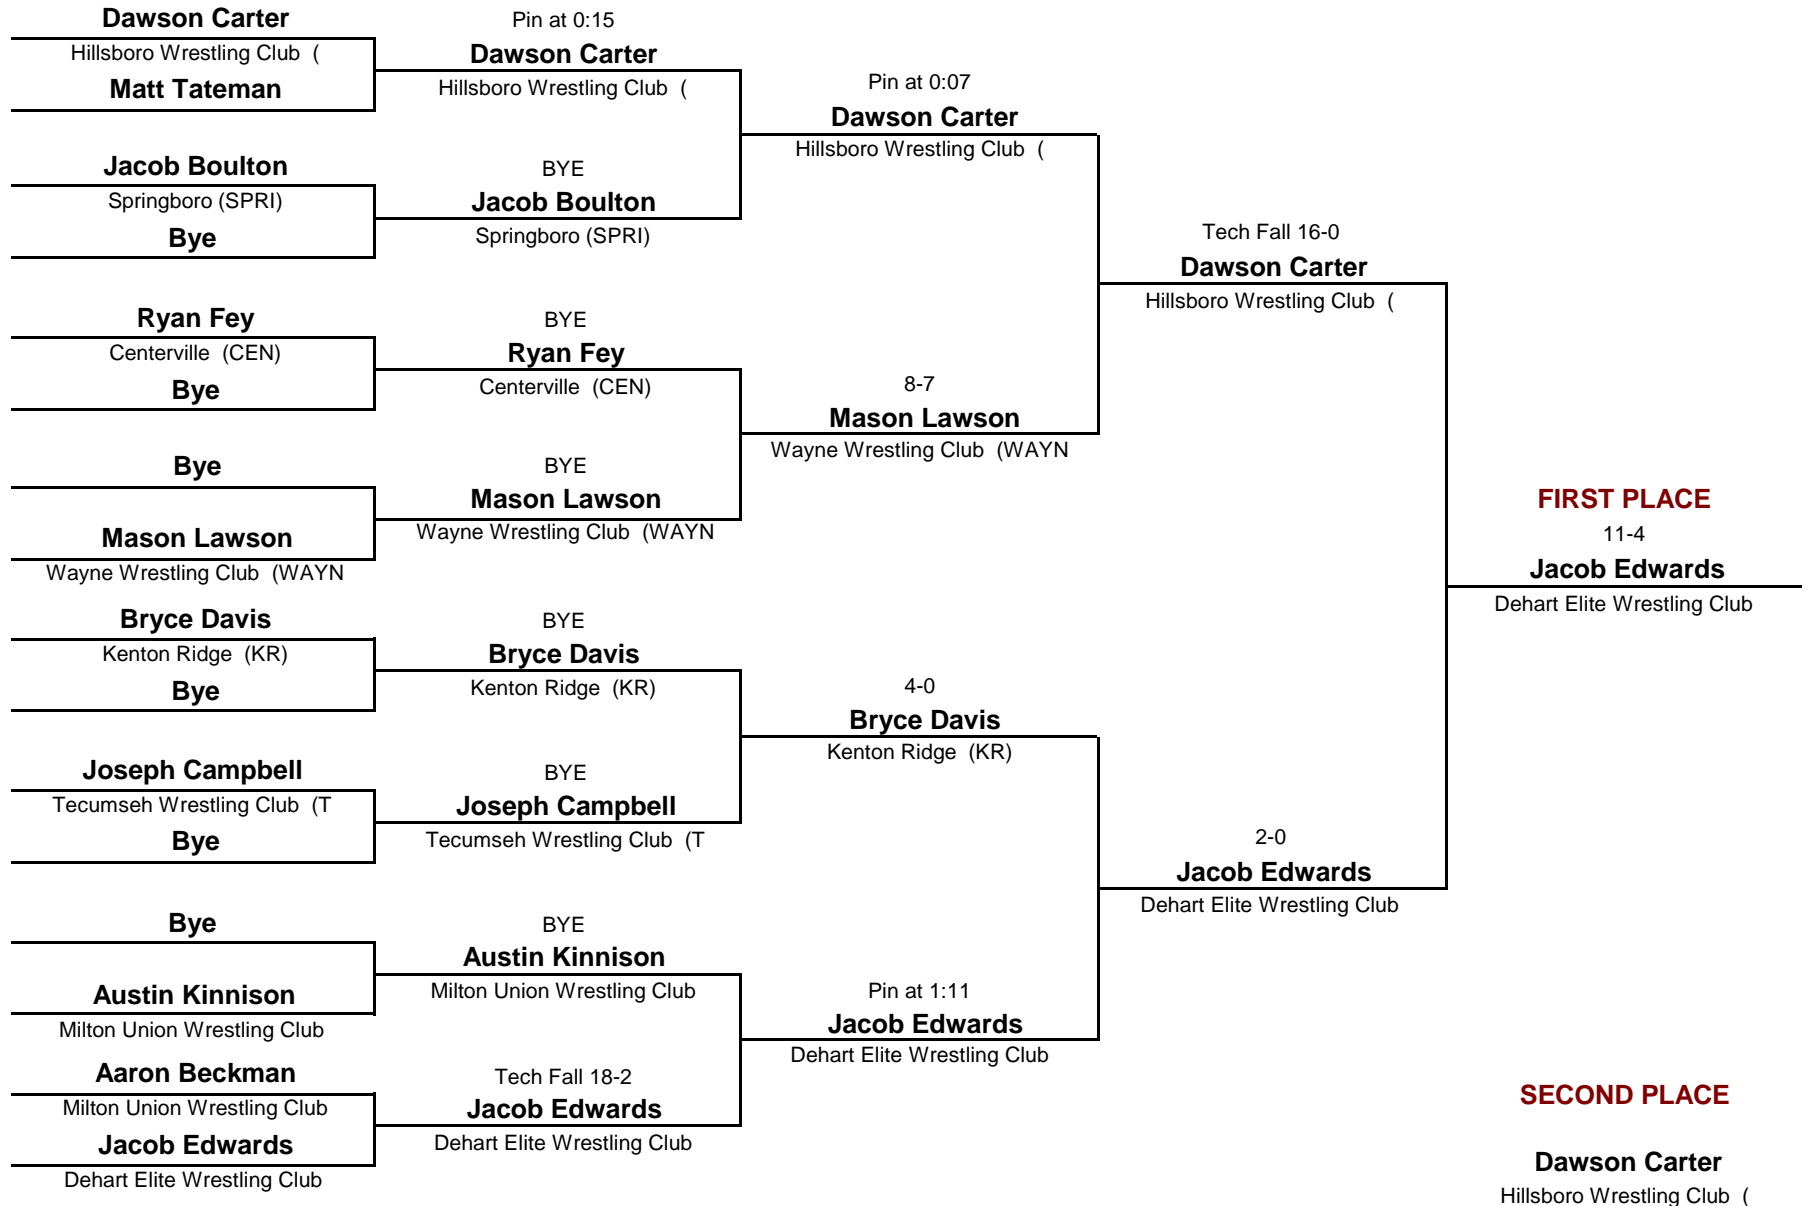 Dawson Carter
Hillsboro Wrestling Club  (
Matt Tateman
Jacob Boulton
Springboro (SPRI)
Bye
Ryan Fey
Centerville  (CEN)
Bye
Bye
Mason Lawson
Wayne Wrestling Club  (WAYN
Bryce Davis
Kenton Ridge  (KR)
Bye
Joseph Campbell
Tecumseh Wrestling Club  (T
Bye
Bye
Austin Kinnison
Milton Union Wrestling Club
Aaron Beckman
Milton Union Wrestling Club
Jacob Edwards
Dehart Elite Wrestling Club
Pin at 0:15
Dawson Carter
Hillsboro Wrestling Club  (
BYE
Jacob Boulton
Springboro (SPRI)
BYE
Ryan Fey
Centerville  (CEN)
BYE
Mason Lawson
Wayne Wrestling Club  (WAYN
BYE
Bryce Davis
Kenton Ridge  (KR)
BYE
Joseph Campbell
Tecumseh Wrestling Club  (T
BYE
Austin Kinnison
Milton Union Wrestling Club
Tech Fall 18-2
Jacob Edwards
Dehart Elite Wrestling Club
Pin at 0:07
Dawson Carter
Hillsboro Wrestling Club  (
8-7
Mason Lawson
Wayne Wrestling Club  (WAYN
4-0
Bryce Davis
Kenton Ridge  (KR)
Pin at 1:11
Jacob Edwards
Dehart Elite Wrestling Club
Tech Fall 16-0
Dawson Carter
Hillsboro Wrestling Club  (
2-0
Jacob Edwards
Dehart Elite Wrestling Club
FIRST PLACE
11-4
Jacob Edwards
Dehart Elite Wrestling Club
SECOND PLACE
Dawson Carter
Hillsboro Wrestling Club  (